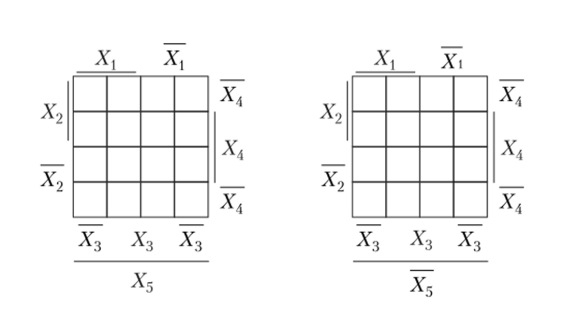 X₁ X̅₁ X₁ X̅₁
X̅₄ X̅₄
X₂ X₂
X₄ X₄
X̅₂ X̅₂
X̅₄ X̅₄
X̅₃ X₃ X̅₃ X̅₃ X₃ X̅₃
X₅ X̅₅